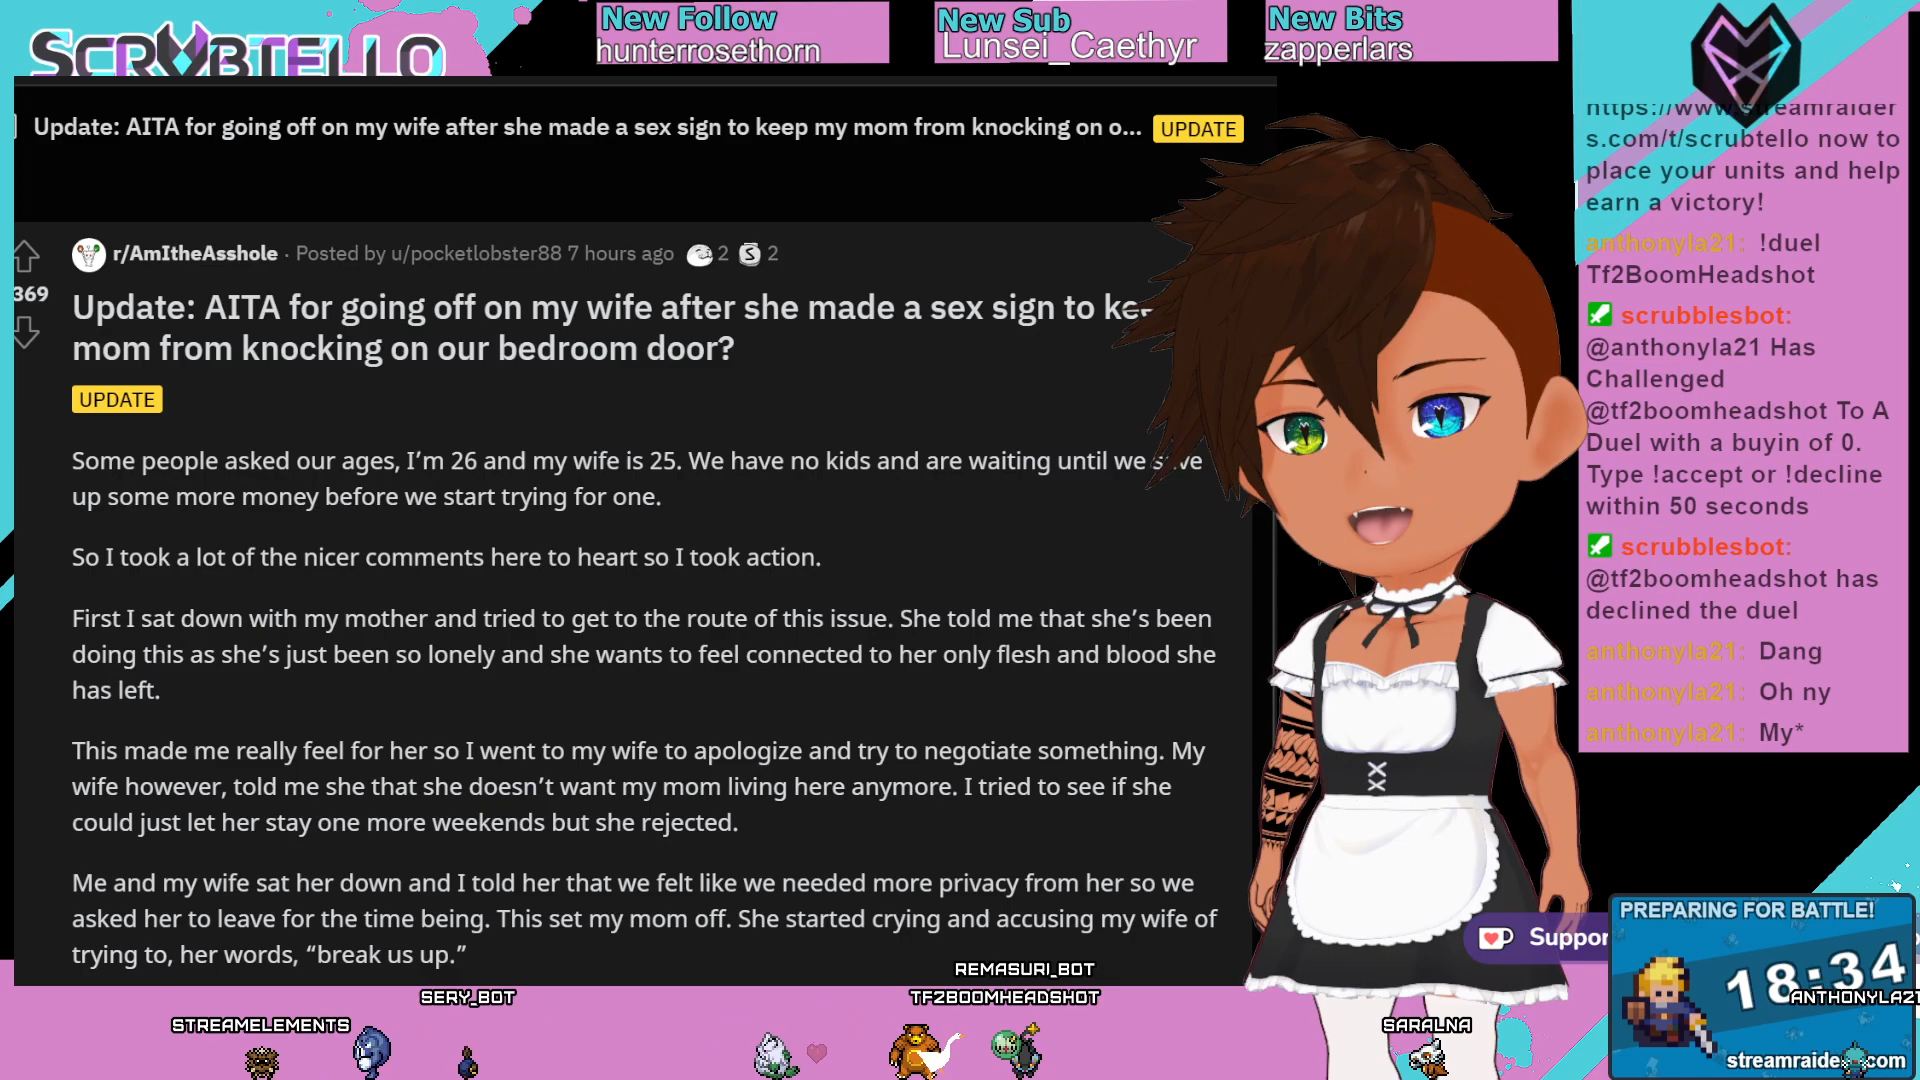 SCRUBTELLO
New Follow
hunterrosethorn
New Sub
Lunsei_Caethyr
New Bits
zapperlars
Update: AITA for going off on my wife after she made a sex sign to keep my mom from knocking on o...
UPDATE
r/AmItheAsshole · Posted by u/pocketlobster88 7 hours ago 2 2
369
Update: AITA for going off on my wife after she made a sex sign to
mom from knocking on our bedroom door?
UPDATE
Some people asked our ages, I’m 26 and my wife is 25. We have no kids and are waiting until we
up some more money before we start trying for one.
So I took a lot of the nicer comments here to heart so I took action.
First I sat down with my mother and tried to get to the route of this issue. She told me that she’s been
doing this as she’s just been so lonely and she wants to feel connected to her only flesh and blood she
has left.
This made me really feel for her so I went to my wife to apologize and try to negotiate something. My
wife however, told me she that she doesn’t want my mom living here anymore. I tried to see if she
could just let her stay one more weekends but she rejected.
Me and my wife sat her down and I told her that we felt like we needed more privacy from her so we
asked her to leave for the time being. This set my mom off. She started crying and accusing my wife of
trying to, her words, “break us up.”
https://www.streamraider
s.com/t/scrubtello now to
place your units and help
earn a victory!
anthonyla21: !duel
Tf2BoomHeadshot
scrubblesbot:
@anthonyla21 Has
Challenged
@tf2boomheadshot To A
Duel with a buyin of 0.
Type !accept or !decline
within 50 seconds
scrubblesbot:
@tf2boomheadshot has
declined the duel
anthonyla21: Dang
anthonyla21: Oh ny
anthonyla21: My*
Suppor
PREPARING FOR BATTLE!
18:34
ANTHONYLA21
REMASURI_BOT
SERY_BOT
TF2BOOMHEADSHOT
STREAMELEMENTS
SARALNA